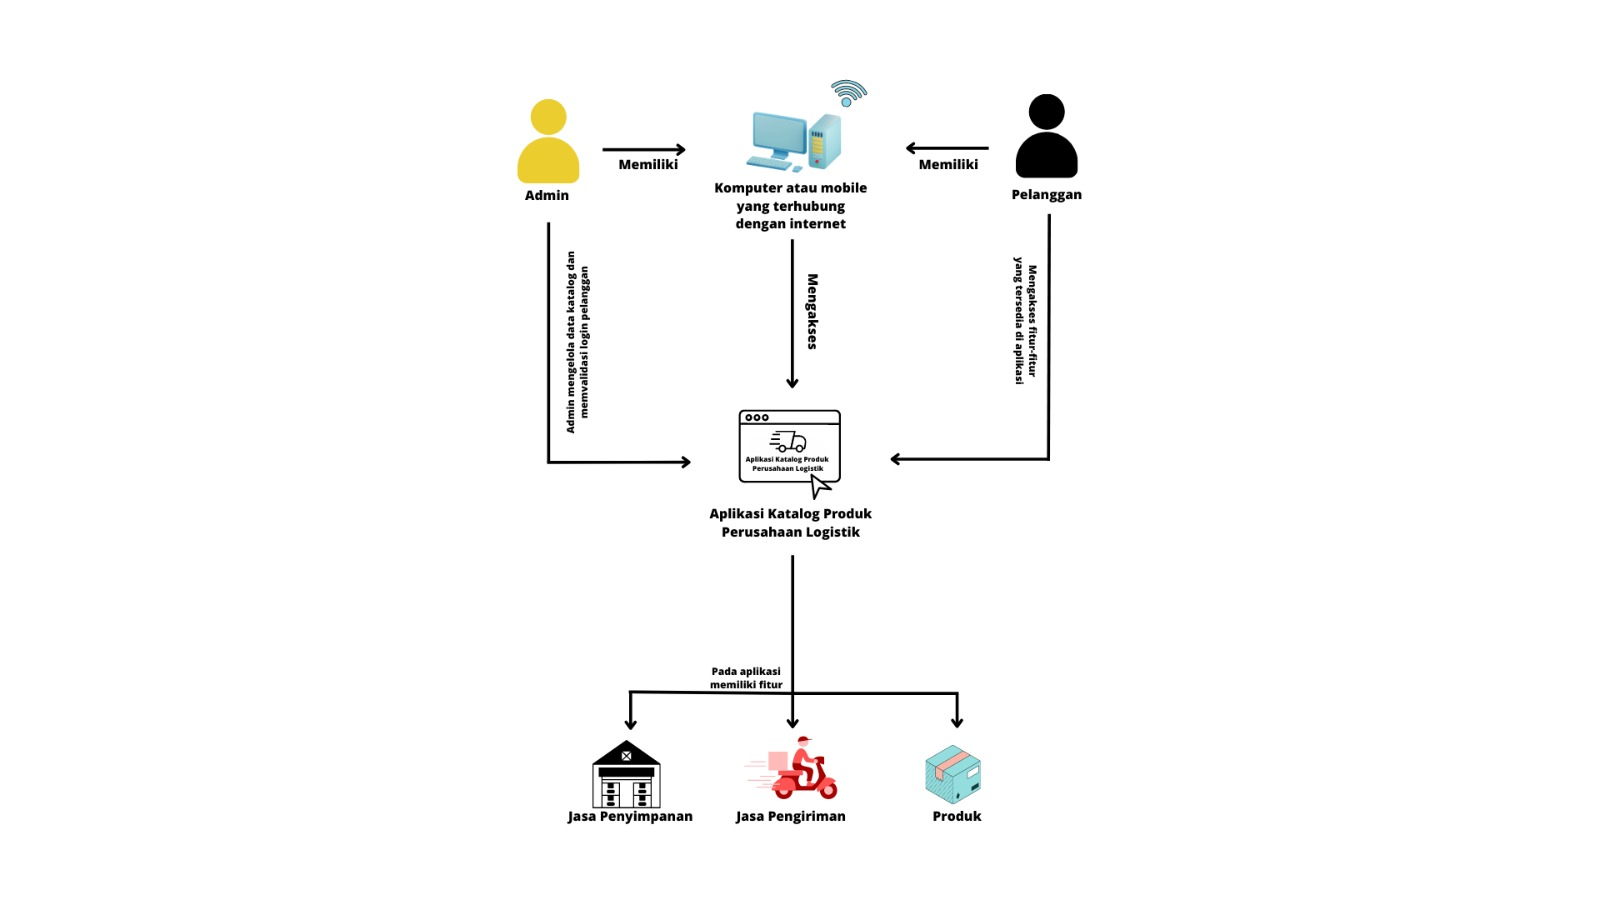 Admin
Memiliki
Komputer atau mobile
yang terhubung
dengan internet
Memiliki
Pelanggan
Admin mengelola data katalog dan
memvalidasi login pelanggan
Mengakses
Mengakses fitur-fitur
yang tersedia di aplikasi
Aplikasi Katalog Produk
Perusahaan Logistik
Aplikasi Katalog Produk
Perusahaan Logistik
Pada aplikasi
memiliki fitur
Jasa Penyimpanan
Jasa Pengiriman
Produk